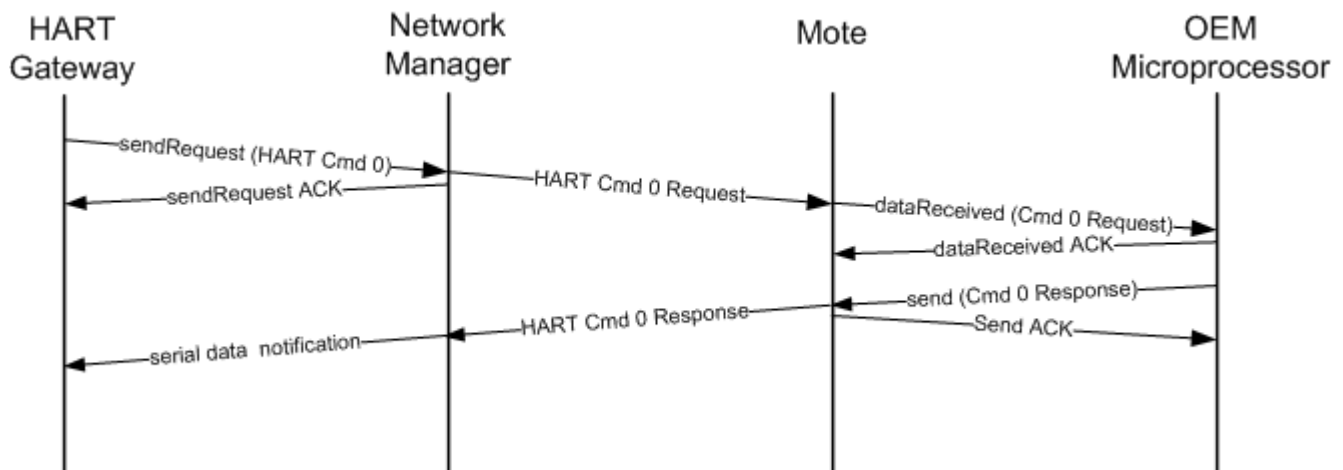 HART
Gateway
Network
Manager
Mote
OEM
Microprocessor
sendRequest (HART Cmd 0)
sendRequest ACK
HART Cmd 0 Request
dataReceived (Cmd 0 Request)
dataReceived ACK
send (Cmd 0 Response)
Send ACK
HART Cmd 0 Response
serial data notification